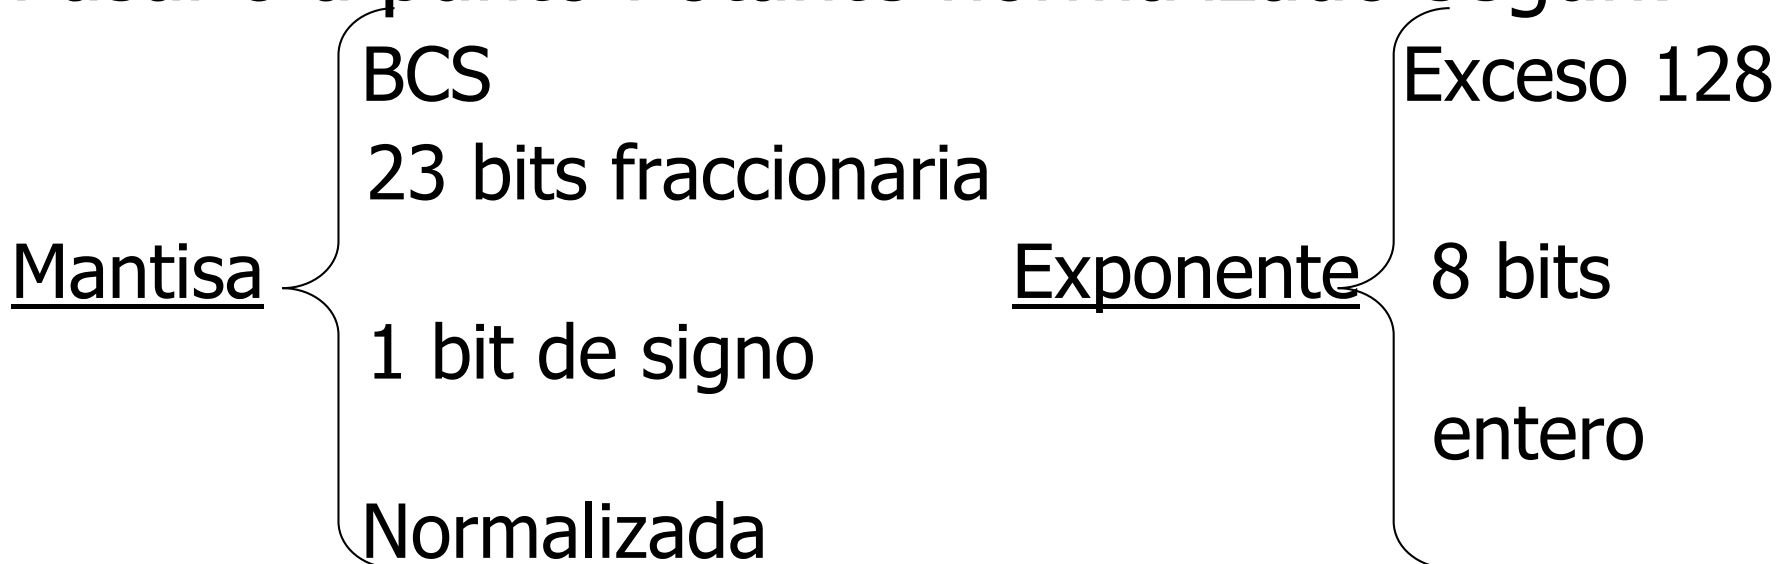 BCS Exceso 128
23 bits fraccionaria
Mantisa Exponente 8 bits
1 bit de signo
entero
Normalizada